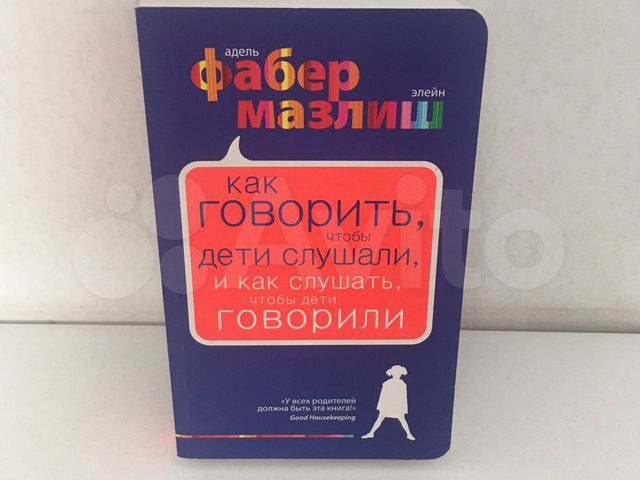 адель
фабер
элейн
мазлиш
как
говорить,
чтобы
дети слушали,
и как слушать,
чтобы дети
говорили
«У всех родителей
должна быть эта книга!»
Good Housekeeping
Avito